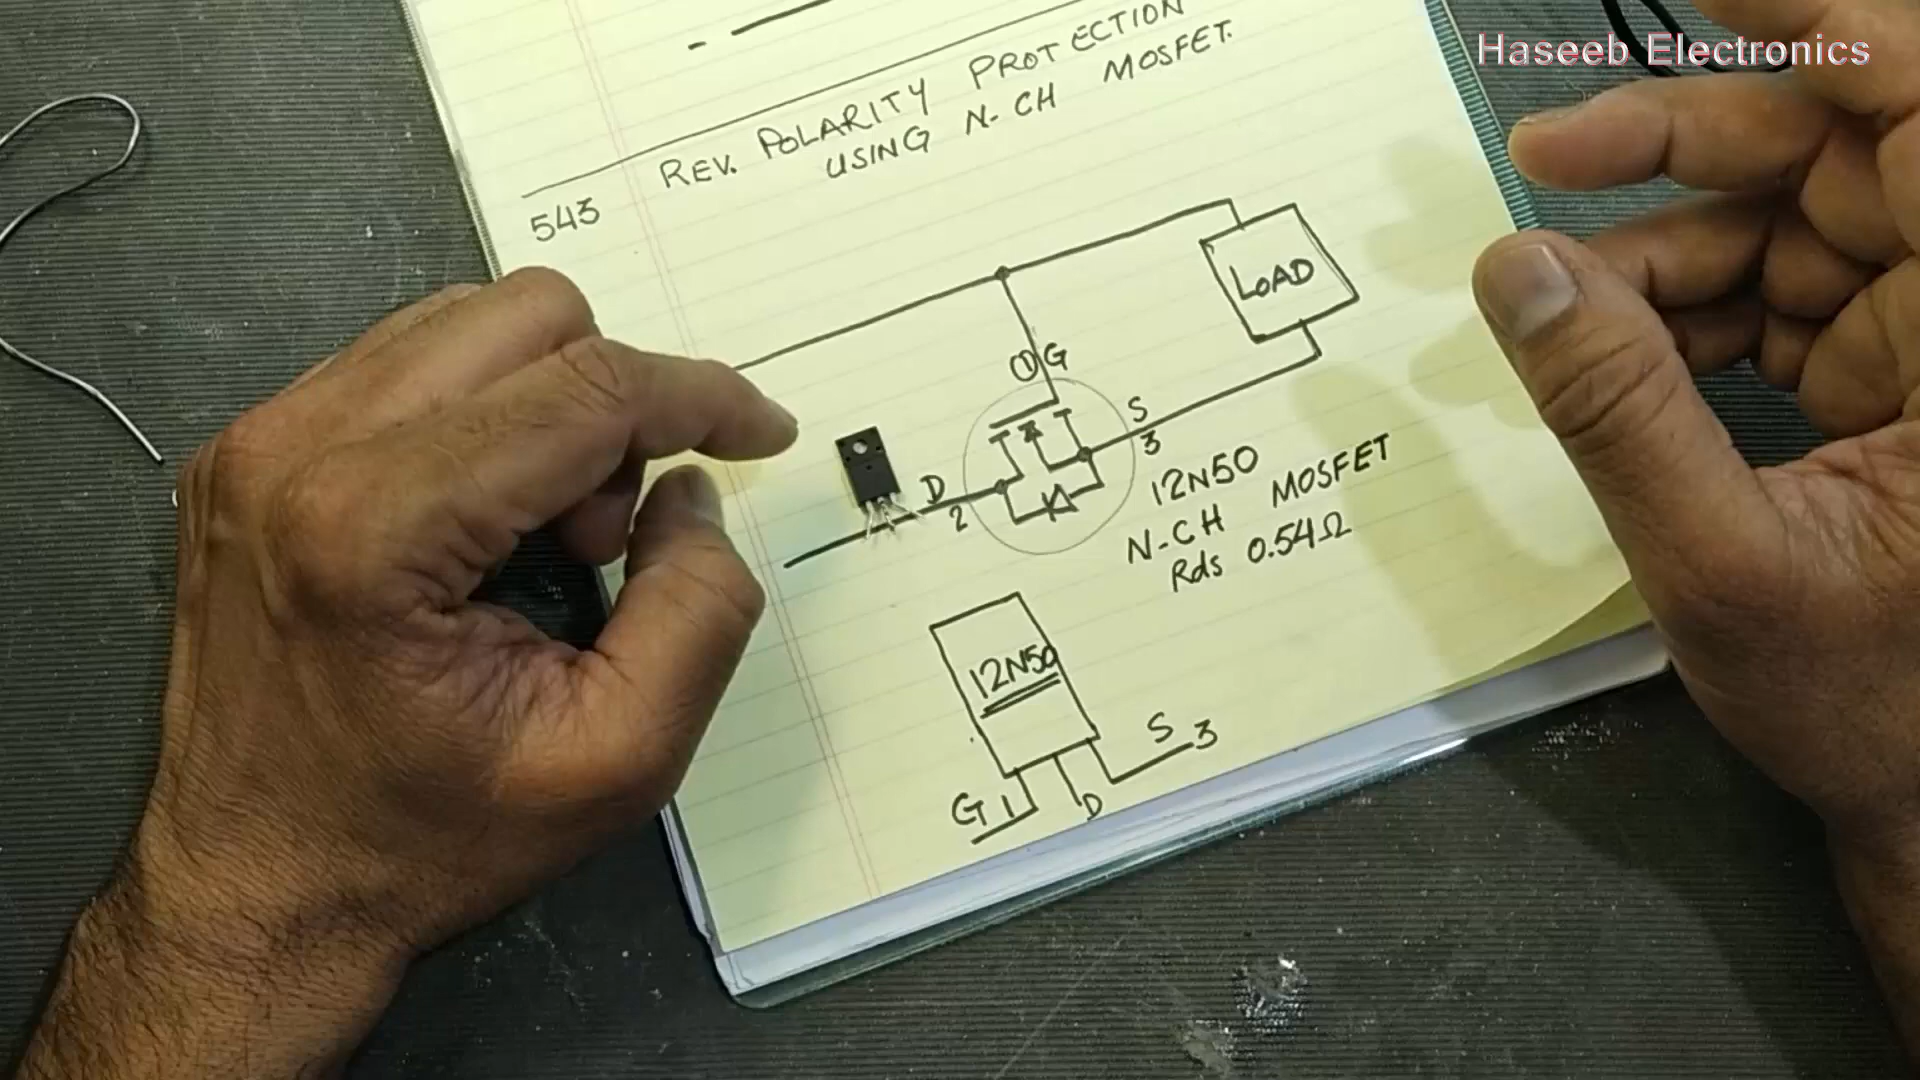 Haseeb Electronics
REV. POLARITY PROTECTION
USING N-CH MOSFET.
543
LOAD
① G
S
3
D
2
12N50
N-CH MOSFET
Rds 0.54Ω
12N50
S 3
G 1
D